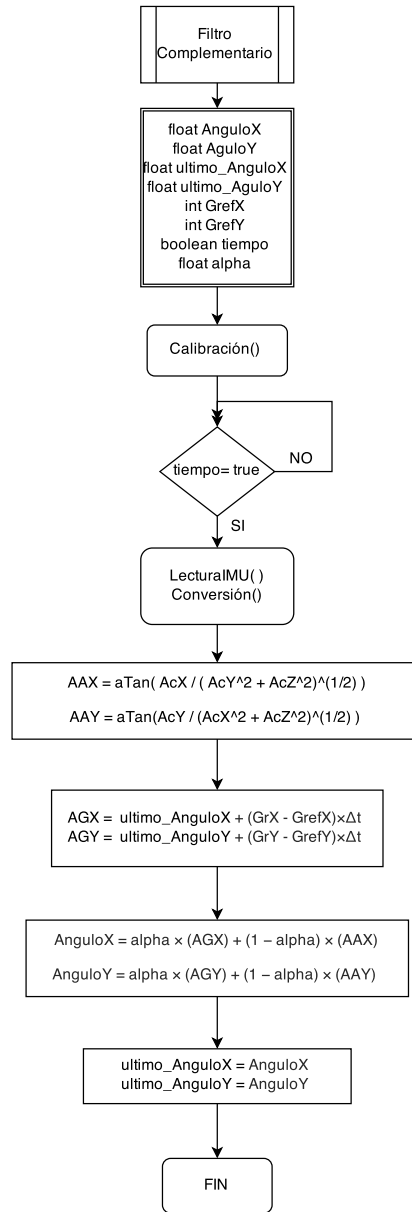 Filtro
Complementario
float AnguloX
float AguloY
float ultimo_AnguloX
float ultimo_AguloY
int GrefX
int GrefY
boolean tiempo
float alpha
Calibración()
tiempo= true
NO
SI
LecturaIMU( )
Conversión()
AAX = aTan( AcX / ( AcY^2 + AcZ^2)^(1/2) )
AAY = aTan(AcY / (AcX^2 + AcZ^2)^(1/2) )
AGX = ultimo_AnguloX + (GrX - GrefX)×Δt
AGY = ultimo_AnguloY + (GrY - GrefY)×Δt
AnguloX = alpha × (AGX) + (1 − alpha) × (AAX)
AnguloY = alpha × (AGY) + (1 − alpha) × (AAY)
ultimo_AnguloX = AnguloX
ultimo_AnguloY = AnguloY
FIN